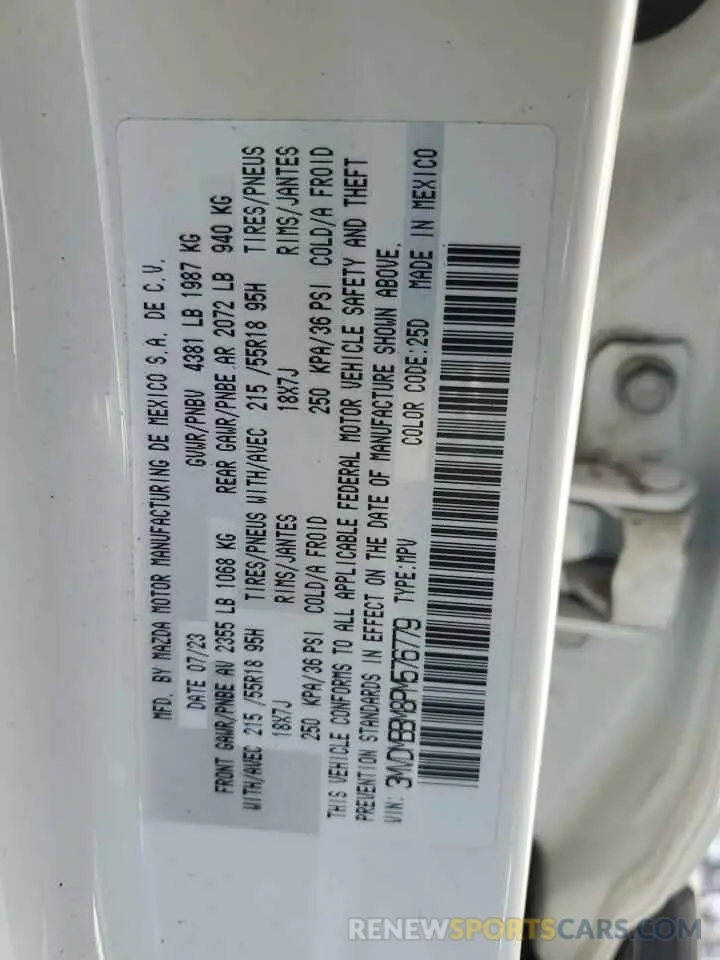 MFD. BY MAZDA MOTOR MANUFACTURING DE MEXICO S.A. DE C.V.
DATE 07/23 GVWR/PNBV 4381 LB 1987 KG
FRONT GAWR/PNBE AV 2355 LB 1068 KG REAR GAWR/PNBE AR 2072 LB 940 KG
WITH/AVEC 215 /55R18 95H TIRES/PNEUS WITH/AVEC 215 /55R18 95H TIRES/PNEUS
18X7J RIMS/JANTES 18X7J RIMS/JANTES
250 KPA/36 PSI COLD/A FROID 250 KPA/36 PSI COLD/A FROID
THIS VEHICLE CONFORMS TO ALL APPLICABLE FEDERAL MOTOR VEHICLE SAFETY AND THEFT
PREVENTION STANDARDS IN EFFECT ON THE DATE OF MANUFACTURE SHOWN ABOVE.
VIN: 3MVDMBBM8PM576779 TYPE:MPV COLOR CODE:25D MADE IN MEXICO
RENEWSPORTSCARS.COM